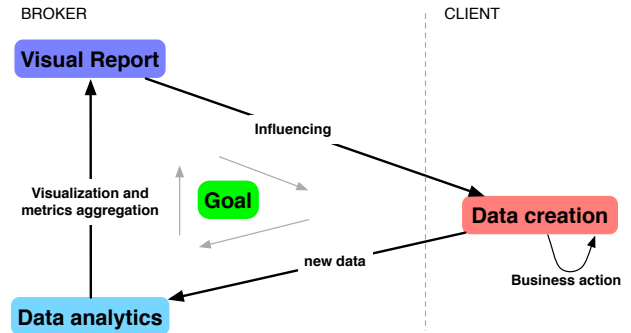 BROKER
CLIENT
Visual Report
Influencing
Visualization and
metrics aggregation
Goal
Data creation
new data
Business action
Data analytics